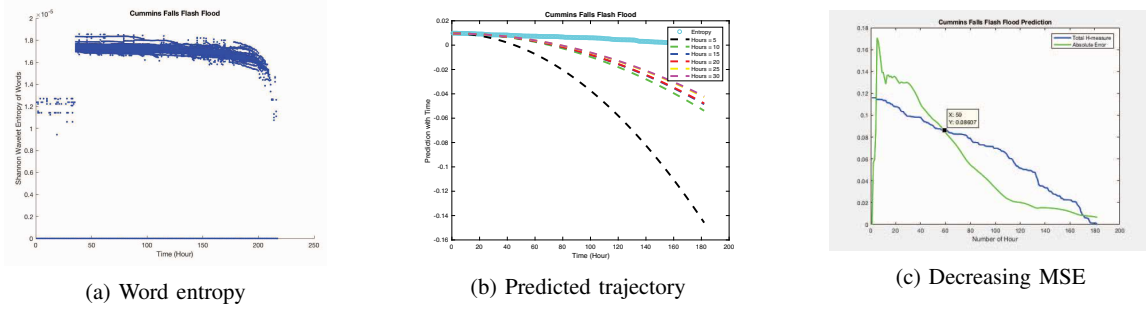 Cummins Falls Flash Flood
2 ×10⁻⁵
1.8
1.6
1.4
1.2
1
0.8
0.6
0.4
0.2
0
0 50 100 150 200 250
Shannon Wavelet Entropy of Words
Time (Hour)
(a) Word entropy
Cummins Falls Flash Flood
0.02
0
-0.02
-0.04
-0.06
-0.08
-0.1
-0.12
-0.14
-0.16
0 20 40 60 80 100 120 140 160 180 200
Prediction with Time
Time (Hour)
Entropy
Hours = 5
Hours = 10
Hours = 15
Hours = 20
Hours = 25
Hours = 30
(b) Predicted trajectory
Cummins Falls Flash Flood Prediction
0.18
0.16
0.14
0.12
0.1
0.08
0.06
0.04
0.02
0
0 20 40 60 80 100 120 140 160 180 200
Number of Hour
Total H-measure
Absolute Error
X: 59
Y: 0.08607
(c) Decreasing MSE